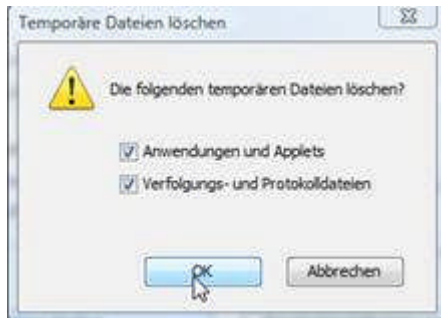 Temporäre Dateien löschen
Die folgenden temporären Dateien löschen?
Anwendungen und Applets
Verfolgungs- und Protokolldateien
OK Abbrechen